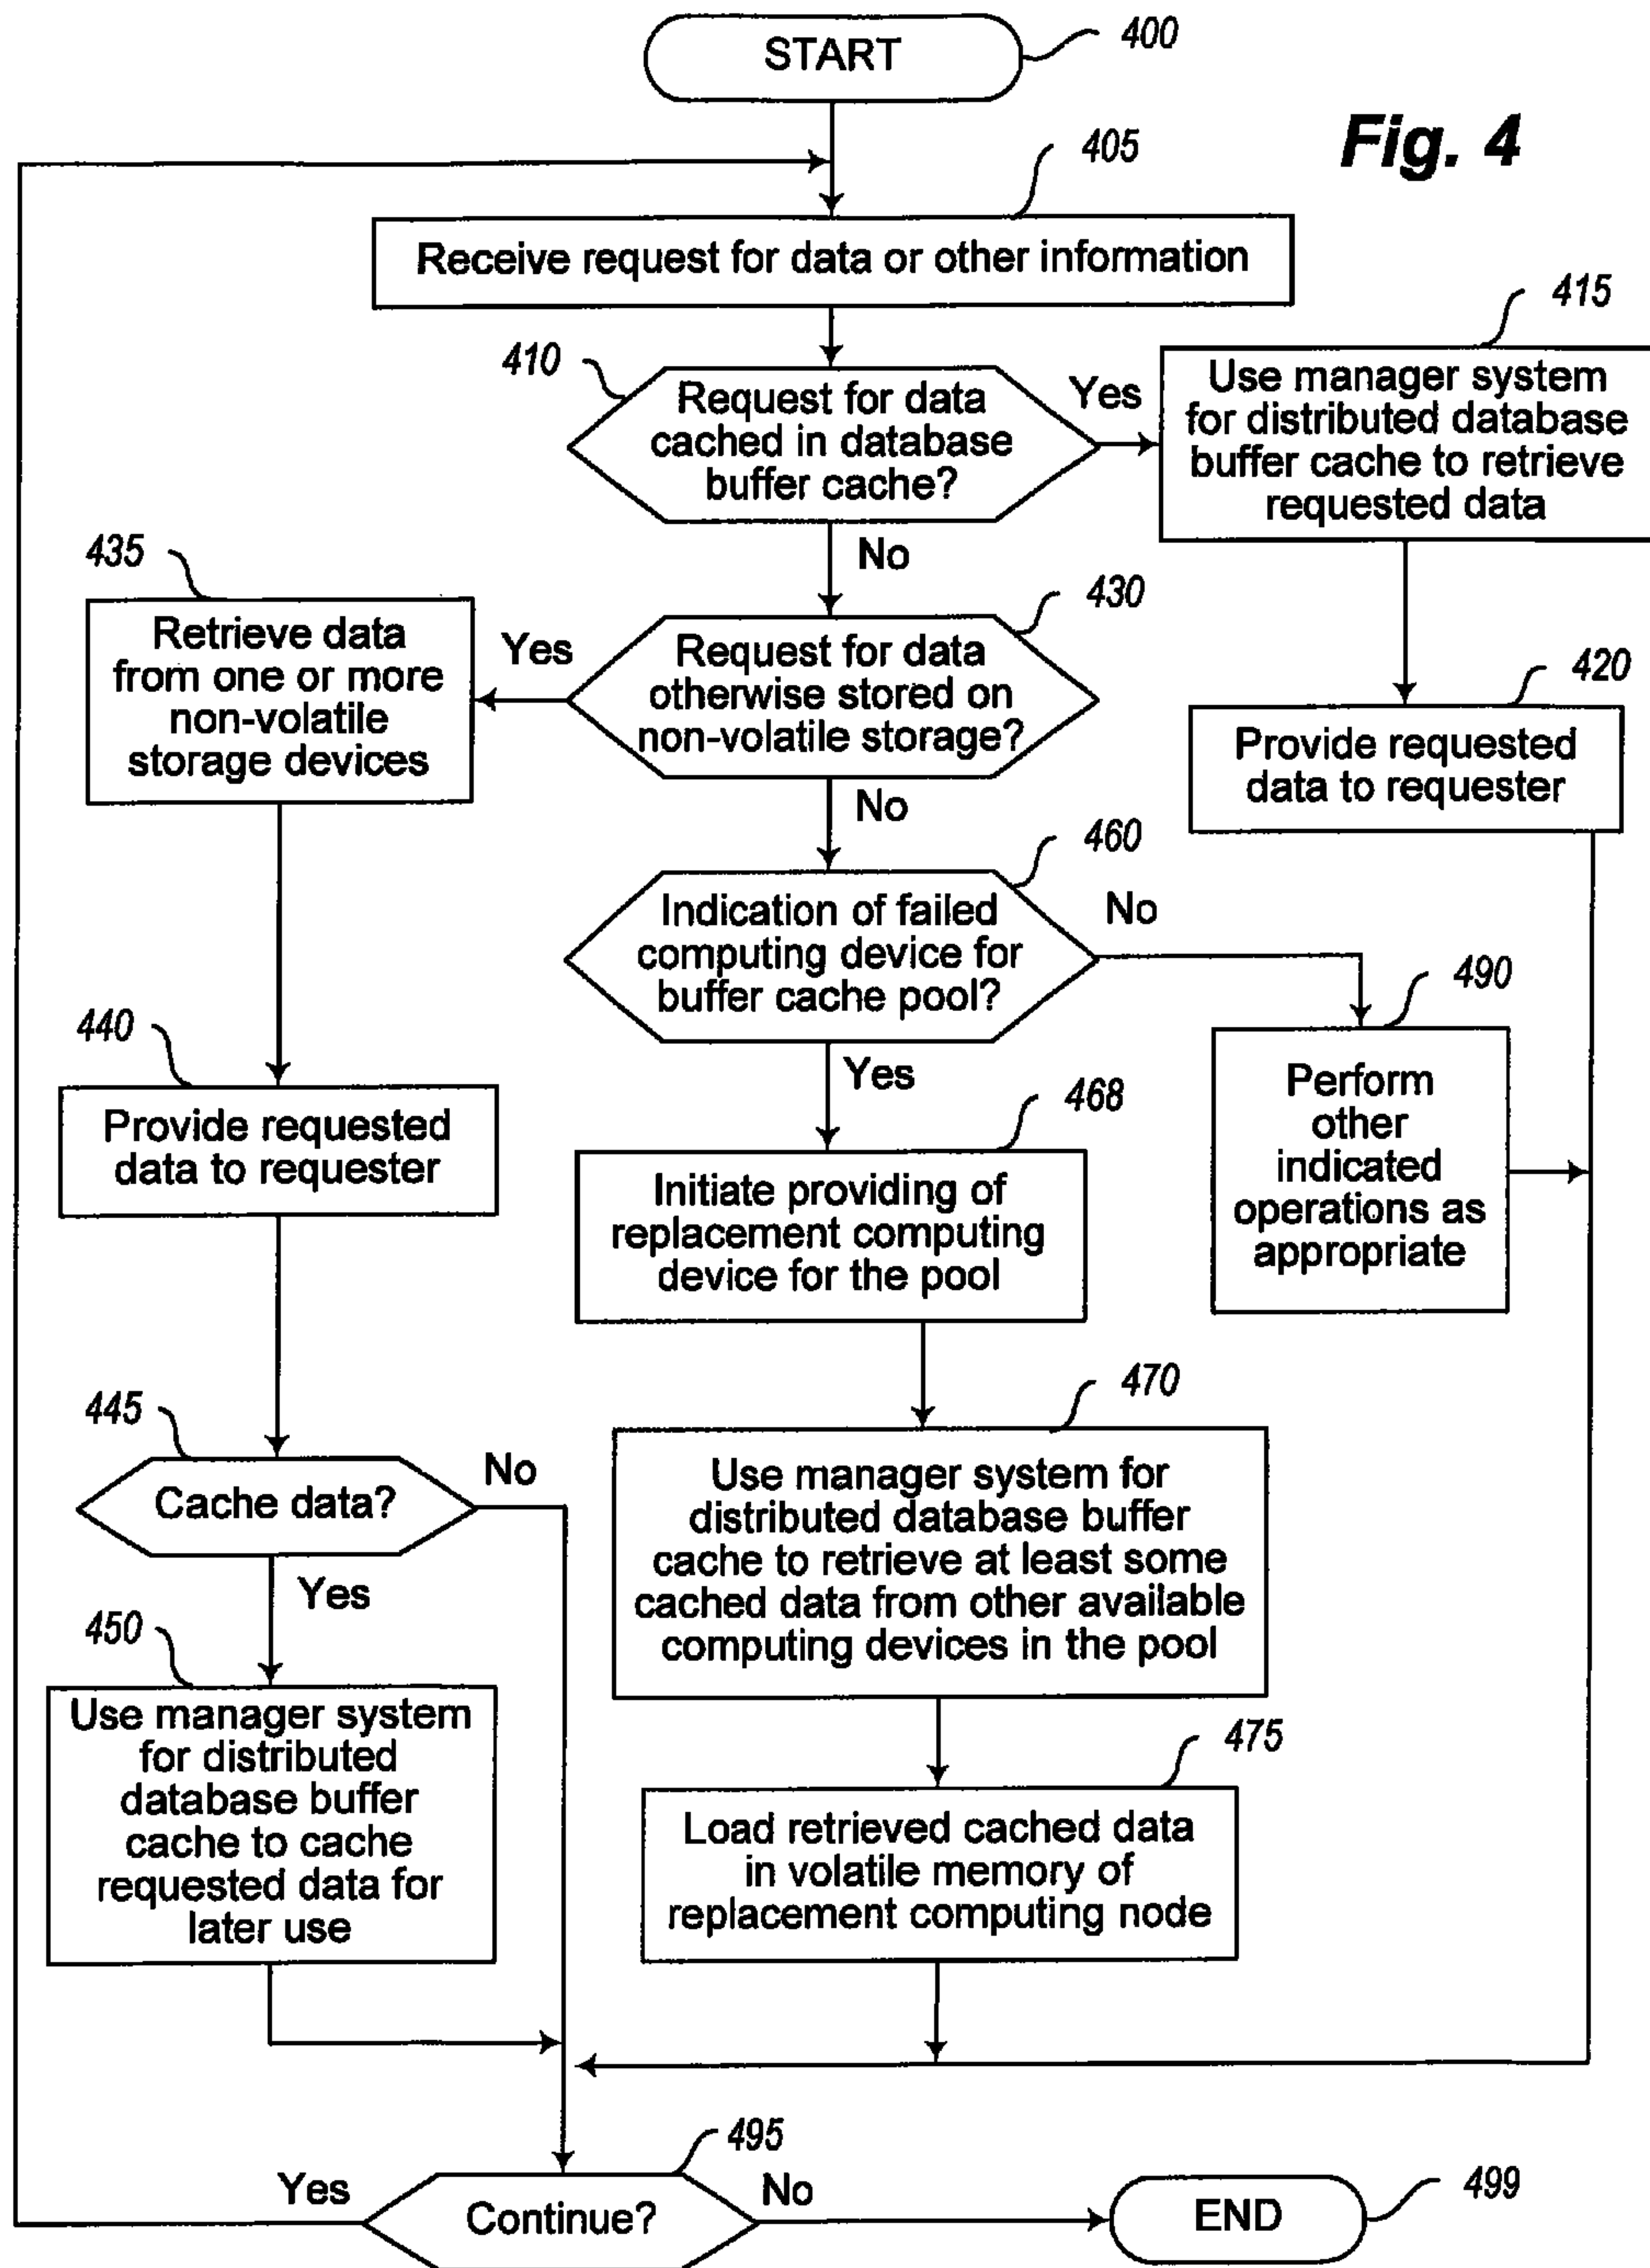 START
400
Fig. 4
405
Receive request for data or other information
410
Request for data
cached in database
buffer cache?
Yes
415
Use manager system
for distributed database
buffer cache to retrieve
requested data
No
435
Retrieve data
from one or more
non-volatile
storage devices
Yes
430
Request for data
otherwise stored on
non-volatile storage?
420
Provide requested
data to requester
No
460
Indication of failed
computing device for
buffer cache pool?
No
490
Perform
other
indicated
operations as
appropriate
440
Provide requested
data to requester
Yes
468
Initiate providing of
replacement computing
device for the pool
445
Cache data?
No
470
Use manager system for
distributed database buffer
cache to retrieve at least some
cached data from other available
computing devices in the pool
Yes
450
Use manager system
for distributed
database buffer
cache to cache
requested data for
later use
475
Load retrieved cached data
in volatile memory of
replacement computing node
495
Yes
Continue?
No
END
499